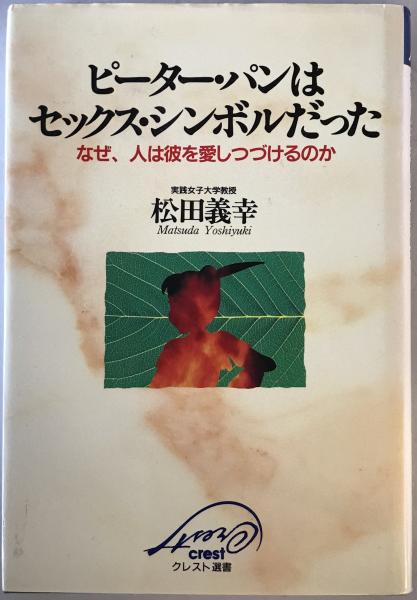 ピーター・パンは
セックス・シンボルだった
なぜ、人は彼を愛しつづけるのか
実践女子大学教授
松田義幸
Matsuda Yoshiyuki
Crest
crest
クレスト選書